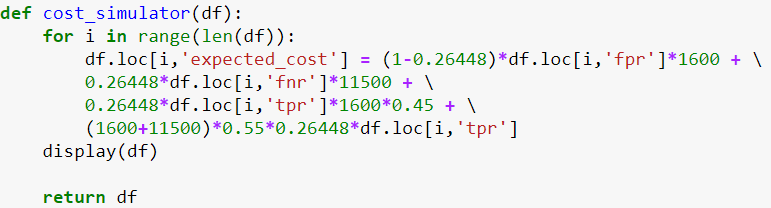 def cost_simulator(df):
    for i in range(len(df)):
        df.loc[i,'expected_cost'] = (1-0.26448)*df.loc[i,'fpr']*1600 + \
        0.26448*df.loc[i,'fnr']*11500 + \
        0.26448*df.loc[i,'tpr']*1600*0.45 + \
        (1600+11500)*0.55*0.26448*df.loc[i,'tpr']
    display(df)

    return df